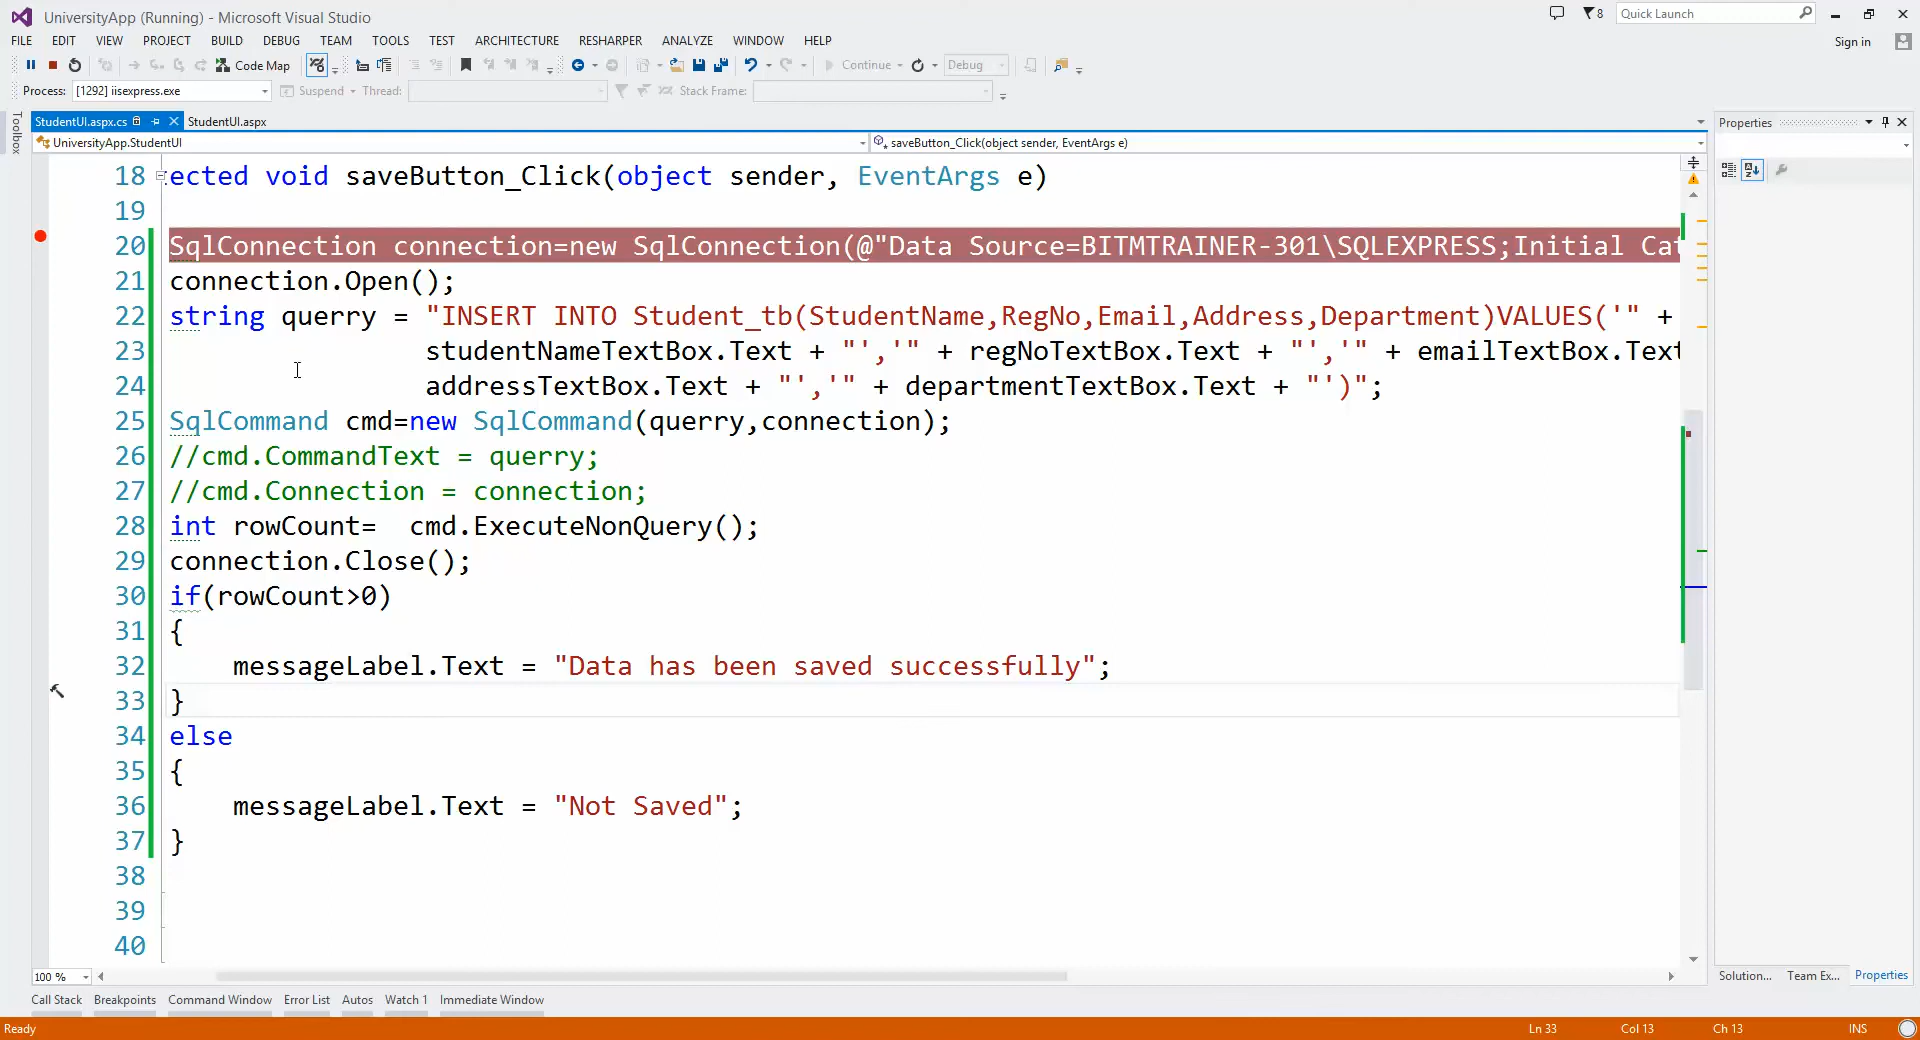 UniversityApp (Running) - Microsoft Visual Studio
8
Quick Launch
FILE EDIT VIEW PROJECT BUILD DEBUG TEAM TOOLS TEST ARCHITECTURE RESHARPER ANALYZE WINDOW HELP
Sign in
Code Map
Continue
Debug
Process: [1292] iisexpress.exe Suspend Thread: Stack Frame:
Toolbox
StudentUI.aspx.cs StudentUI.aspx
Properties
UniversityApp.StudentUI saveButton_Click(object sender, EventArgs e)
18 ected void saveButton_Click(object sender, EventArgs e)
19
20 SqlConnection connection=new SqlConnection(@"Data Source=BITMTRAINER-301\SQLEXPRESS;Initial Cat
21 connection.Open();
22 string querry = "INSERT INTO Student_tb(StudentName,RegNo,Email,Address,Department)VALUES('" +
23 studentNameTextBox.Text + "','" + regNoTextBox.Text + "','" + emailTextBox.Text
24 addressTextBox.Text + "','" + departmentTextBox.Text + "')";
25 SqlCommand cmd=new SqlCommand(querry,connection);
26 //cmd.CommandText = querry;
27 //cmd.Connection = connection;
28 int rowCount=  cmd.ExecuteNonQuery();
29 connection.Close();
30 if(rowCount>0)
31 {
32 messageLabel.Text = "Data has been saved successfully";
33 }
34 else
35 {
36 messageLabel.Text = "Not Saved";
37 }
38
39
40
100 %
Solution... Team Ex... Properties
Call Stack Breakpoints Command Window Error List Autos Watch 1 Immediate Window
Ready Ln 33 Col 13 Ch 13 INS